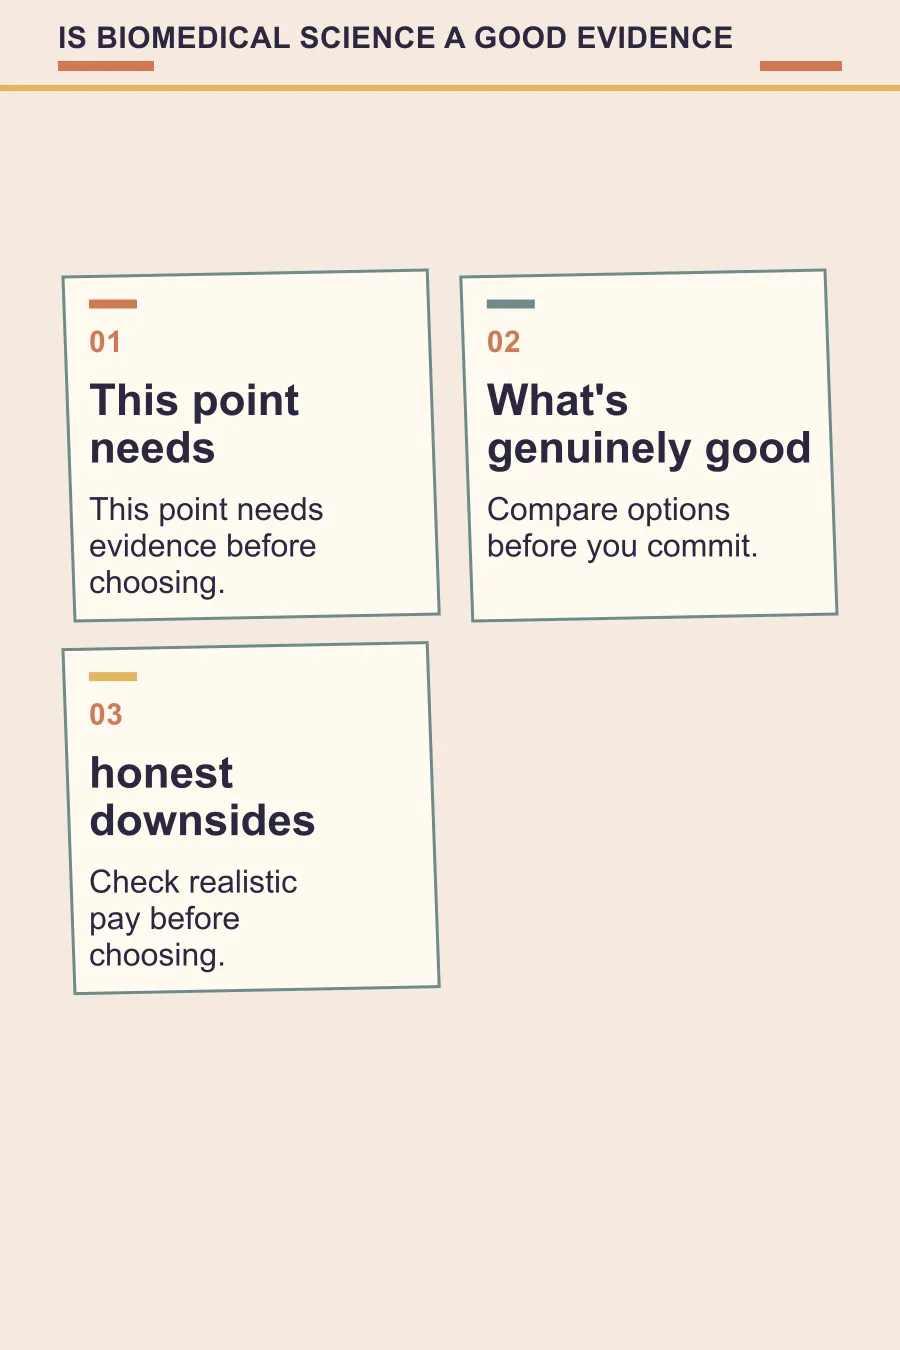 IS BIOMEDICAL SCIENCE A GOOD EVIDENCE
01
This point
needs
This point needs
evidence before
choosing.
02
What's
genuinely good
Compare options
before you commit.
03
honest
downsides
Check realistic
pay before
choosing.